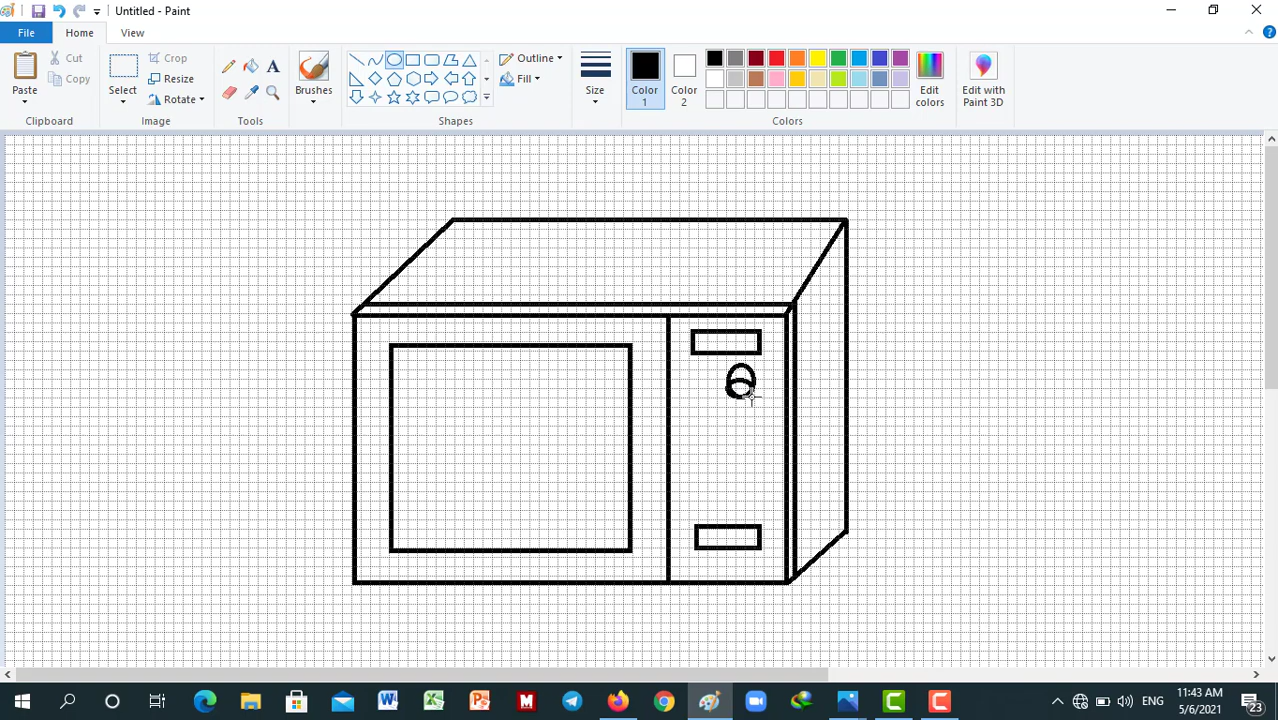 Untitled - Paint
File
Home
View
Paste
Cut
Copy
Clipboard
Select
Crop
Resize
Rotate
Image
A
Tools
Brushes
Outline
Fill
Shapes
Size
Color 1
Color 2
Edit colors
Colors
Edit with Paint 3D
ENG
11:43 AM
5/6/2021
23